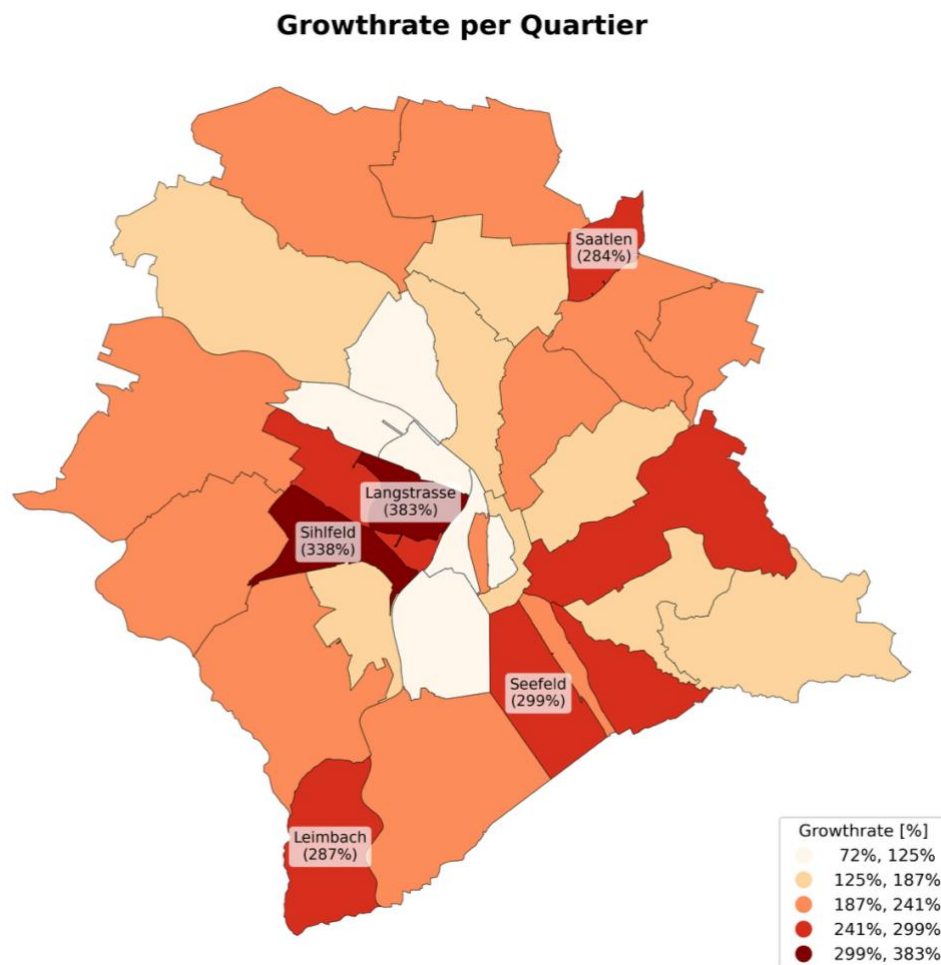 Growthrate per Quartier
Saatlen
(284%)
Langstrasse
(383%)
Sihlfeld
(338%)
Seefeld
(299%)
Leimbach
(287%)
Growthrate [%]
72%, 125%
125%, 187%
187%, 241%
241%, 299%
299%, 383%